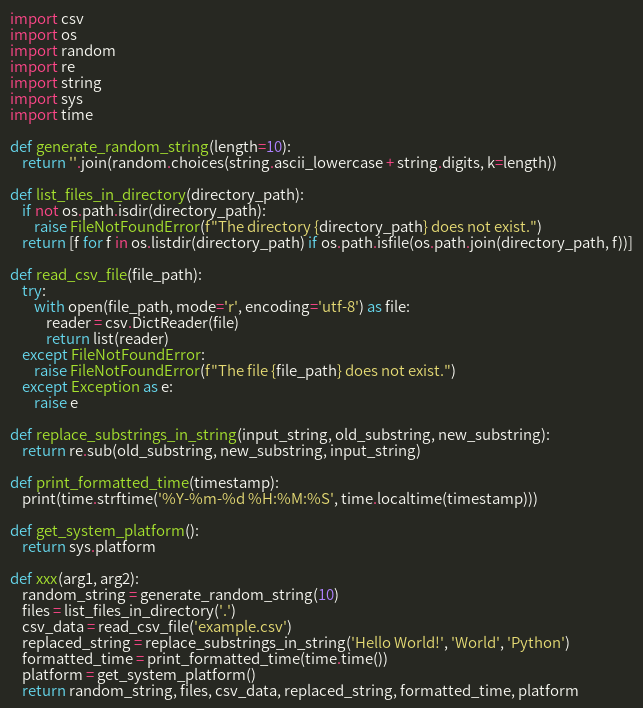 import csv
import os
import random
import re
import string
import sys
import time

def generate_random_string(length=10):
    return ''.join(random.choices(string.ascii_lowercase + string.digits, k=length))

def list_files_in_directory(directory_path):
    if not os.path.isdir(directory_path):
        raise FileNotFoundError(f"The directory {directory_path} does not exist.")
    return [f for f in os.listdir(directory_path) if os.path.isfile(os.path.join(directory_path, f))]

def read_csv_file(file_path):
    try:
        with open(file_path, mode='r', encoding='utf-8') as file:
            reader = csv.DictReader(file)
            return list(reader)
    except FileNotFoundError:
        raise FileNotFoundError(f"The file {file_path} does not exist.")
    except Exception as e:
        raise e

def replace_substrings_in_string(input_string, old_substring, new_substring):
    return re.sub(old_substring, new_substring, input_string)

def print_formatted_time(timestamp):
    print(time.strftime('%Y-%m-%d %H:%M:%S', time.localtime(timestamp)))

def get_system_platform():
    return sys.platform

def xxx(arg1, arg2):
    random_string = generate_random_string(10)
    files = list_files_in_directory('.')
    csv_data = read_csv_file('example.csv')
    replaced_string = replace_substrings_in_string('Hello World!', 'World', 'Python')
    formatted_time = print_formatted_time(time.time())
    platform = get_system_platform()
    return random_string, files, csv_data, replaced_string, formatted_time, platform